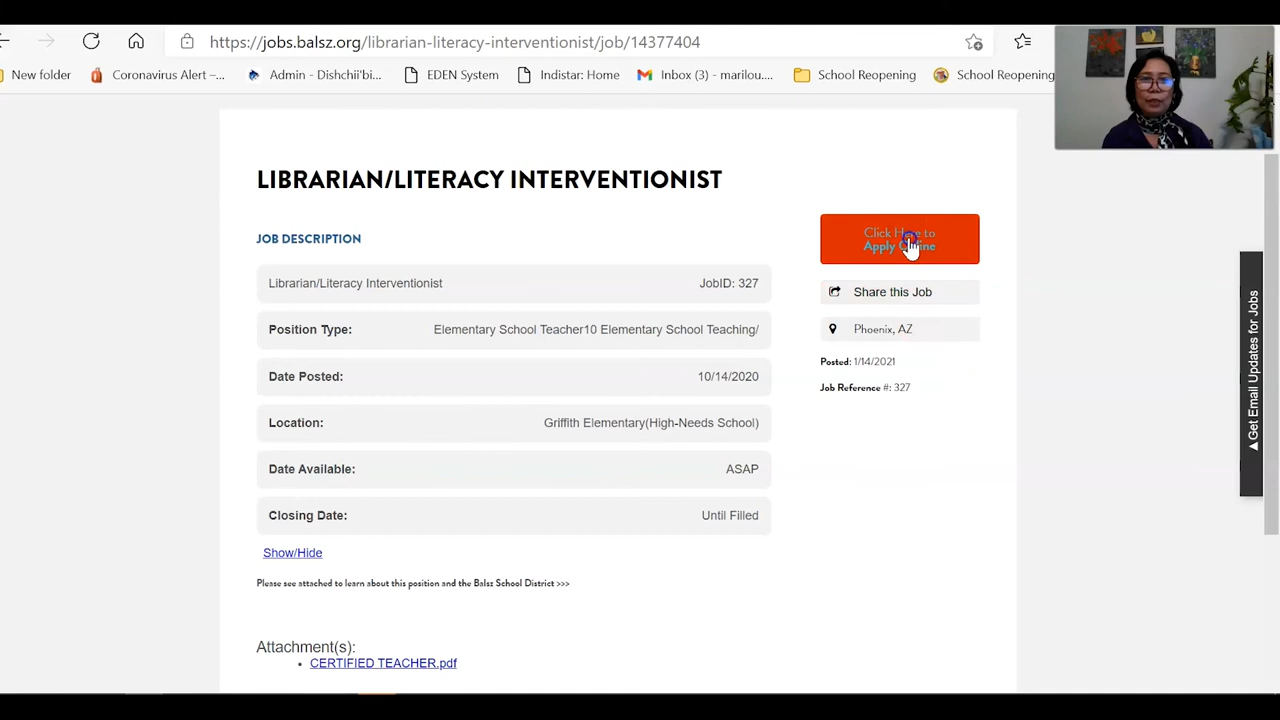 https://jobs.balsz.org/librarian-literacy-interventionist/job/14377404
New folder Coronavirus Alert –... Admin - Dishchii'bi... EDEN System Indistar: Home Inbox (3) - marilou.... School Reopening School Reopening
LIBRARIAN/LITERACY INTERVENTIONIST
JOB DESCRIPTION
Librarian/Literacy Interventionist JobID: 327
Position Type: Elementary School Teacher10 Elementary School Teaching/
Date Posted: 10/14/2020
Location: Griffith Elementary(High-Needs School)
Date Available: ASAP
Closing Date: Until Filled
Show/Hide
Please see attached to learn about this position and the Balsz School District >>>
Attachment(s):
• CERTIFIED TEACHER.pdf
Click Here to
Apply Online
Share this Job
Phoenix, AZ
Posted: 1/14/2021
Job Reference #: 327
▲Get Email Updates for Jobs